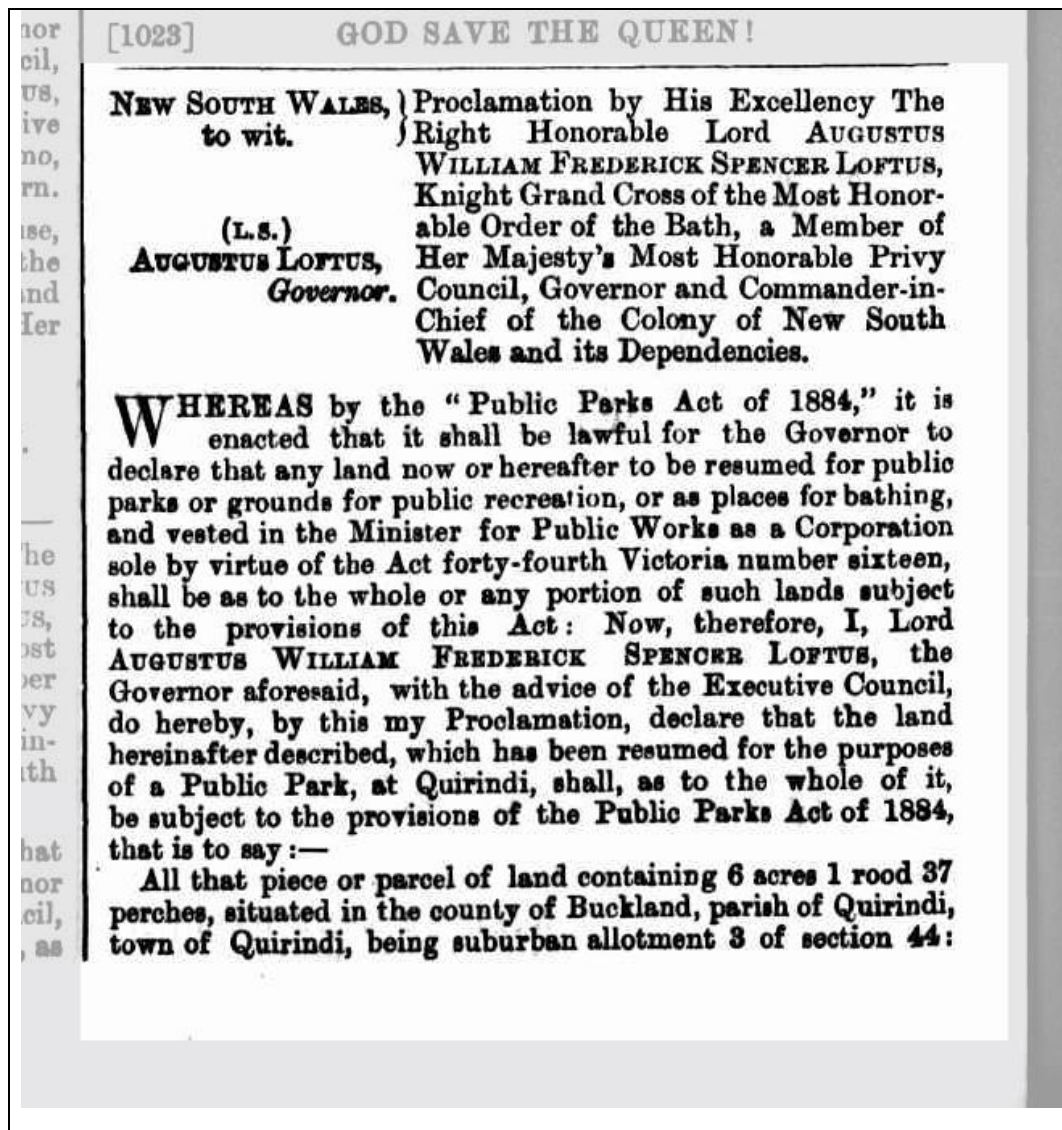 [1023] GOD SAVE THE QUEEN!
NEW SOUTH WALES, } Proclamation by His Excellency The
to wit. } Right Honorable Lord AUGUSTUS
WILLIAM FREDERICK SPENCER LOFTUS,
Knight Grand Cross of the Most Honor-
(L.S.) able Order of the Bath, a Member of
AUGUSTUS LOFTUS, Her Majesty's Most Honorable Privy
Governor. Council, Governor and Commander-in-
Chief of the Colony of New South
Wales and its Dependencies.
WHEREAS by the "Public Parks Act of 1884," it is
enacted that it shall be lawful for the Governor to
declare that any land now or hereafter to be resumed for public
parks or grounds for public recreation, or as places for bathing,
and vested in the Minister for Public Works as a Corporation
sole by virtue of the Act forty-fourth Victoria number sixteen,
shall be as to the whole or any portion of such lands subject
to the provisions of this Act: Now, therefore, I, Lord
AUGUSTUS WILLIAM FREDERICK SPENCER LOFTUS, the
Governor aforesaid, with the advice of the Executive Council,
do hereby, by this my Proclamation, declare that the land
hereinafter described, which has been resumed for the purposes
of a Public Park, at Quirindi, shall, as to the whole of it,
be subject to the provisions of the Public Parks Act of 1884,
that is to say:—
All that piece or parcel of land containing 6 acres 1 rood 37
perches, situated in the county of Buckland, parish of Quirindi,
town of Quirindi, being suburban allotment 3 of section 44: